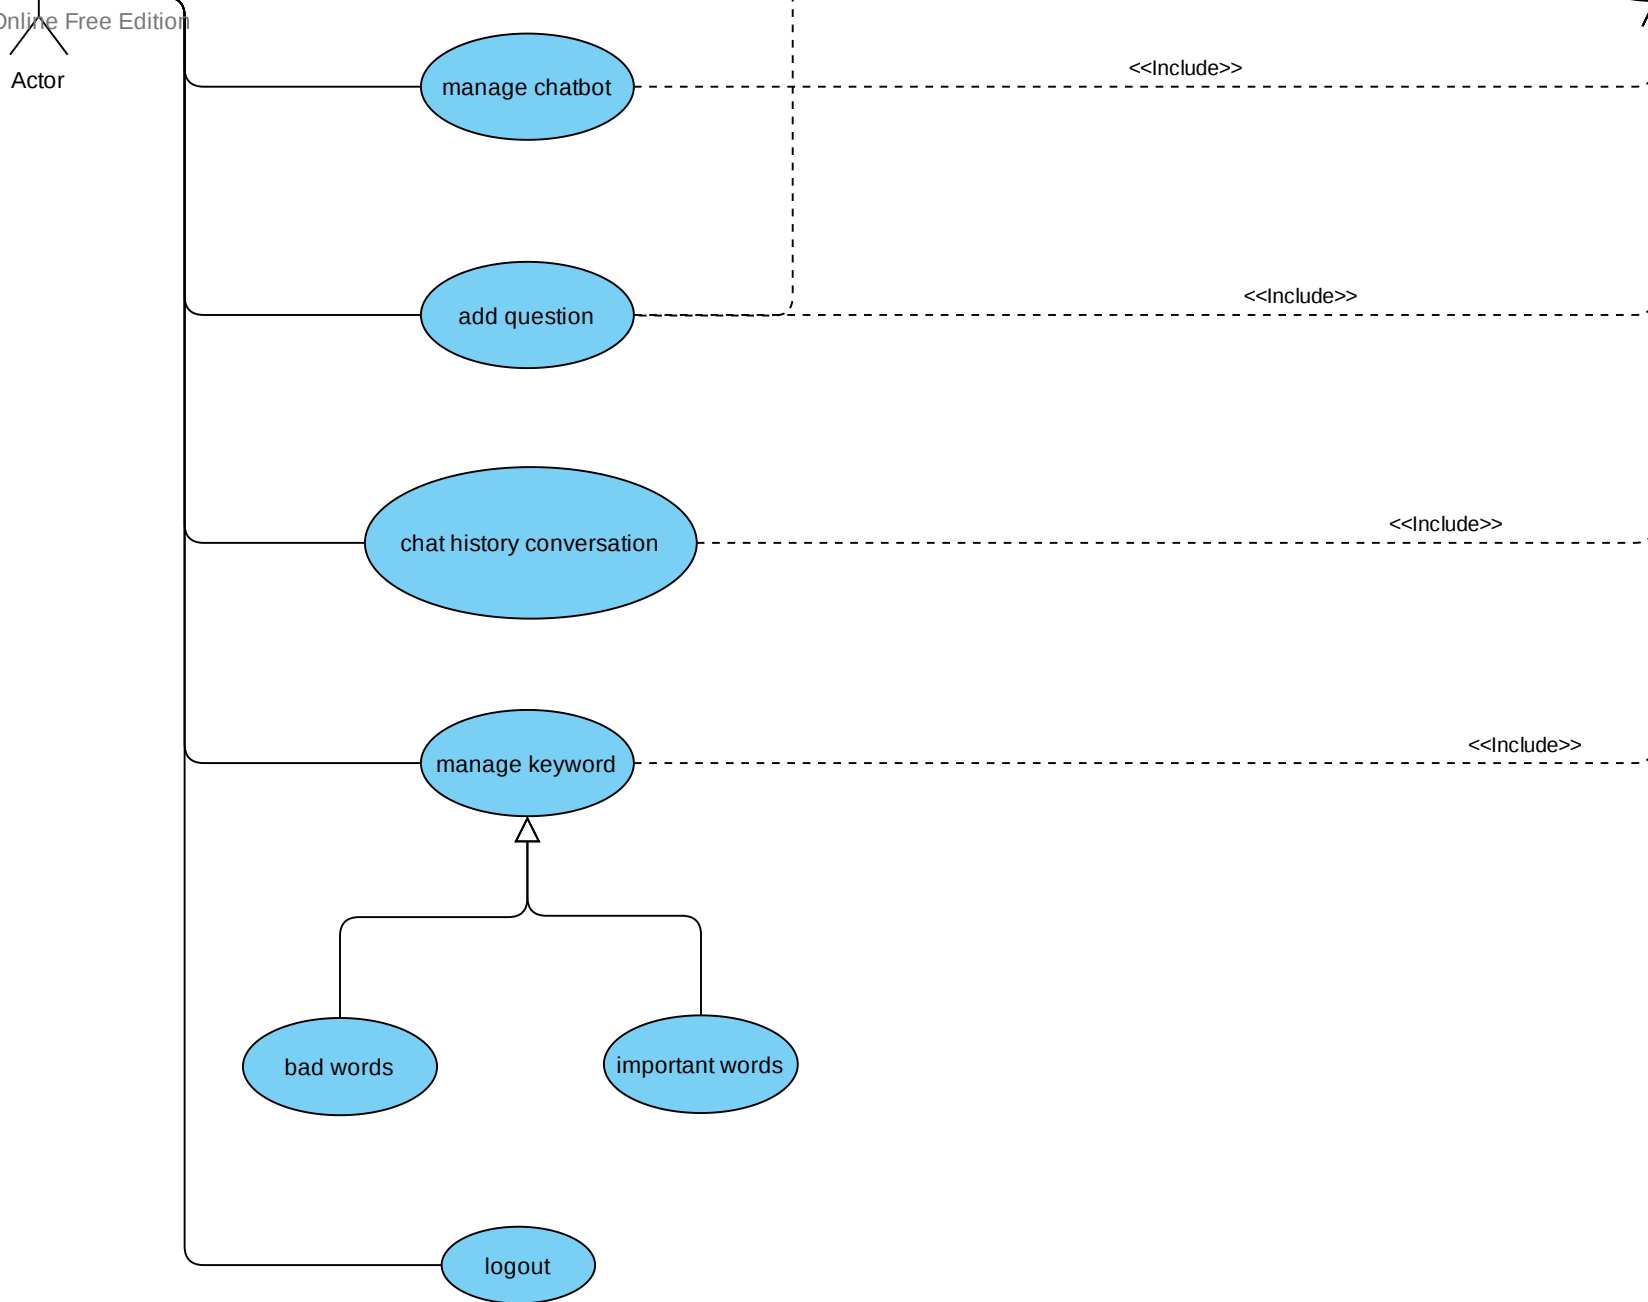 Online Free Edition
Actor
manage chatbot
<<Include>>
add question
<<Include>>
chat history conversation
<<Include>>
manage keyword
<<Include>>
bad words
important words
logout